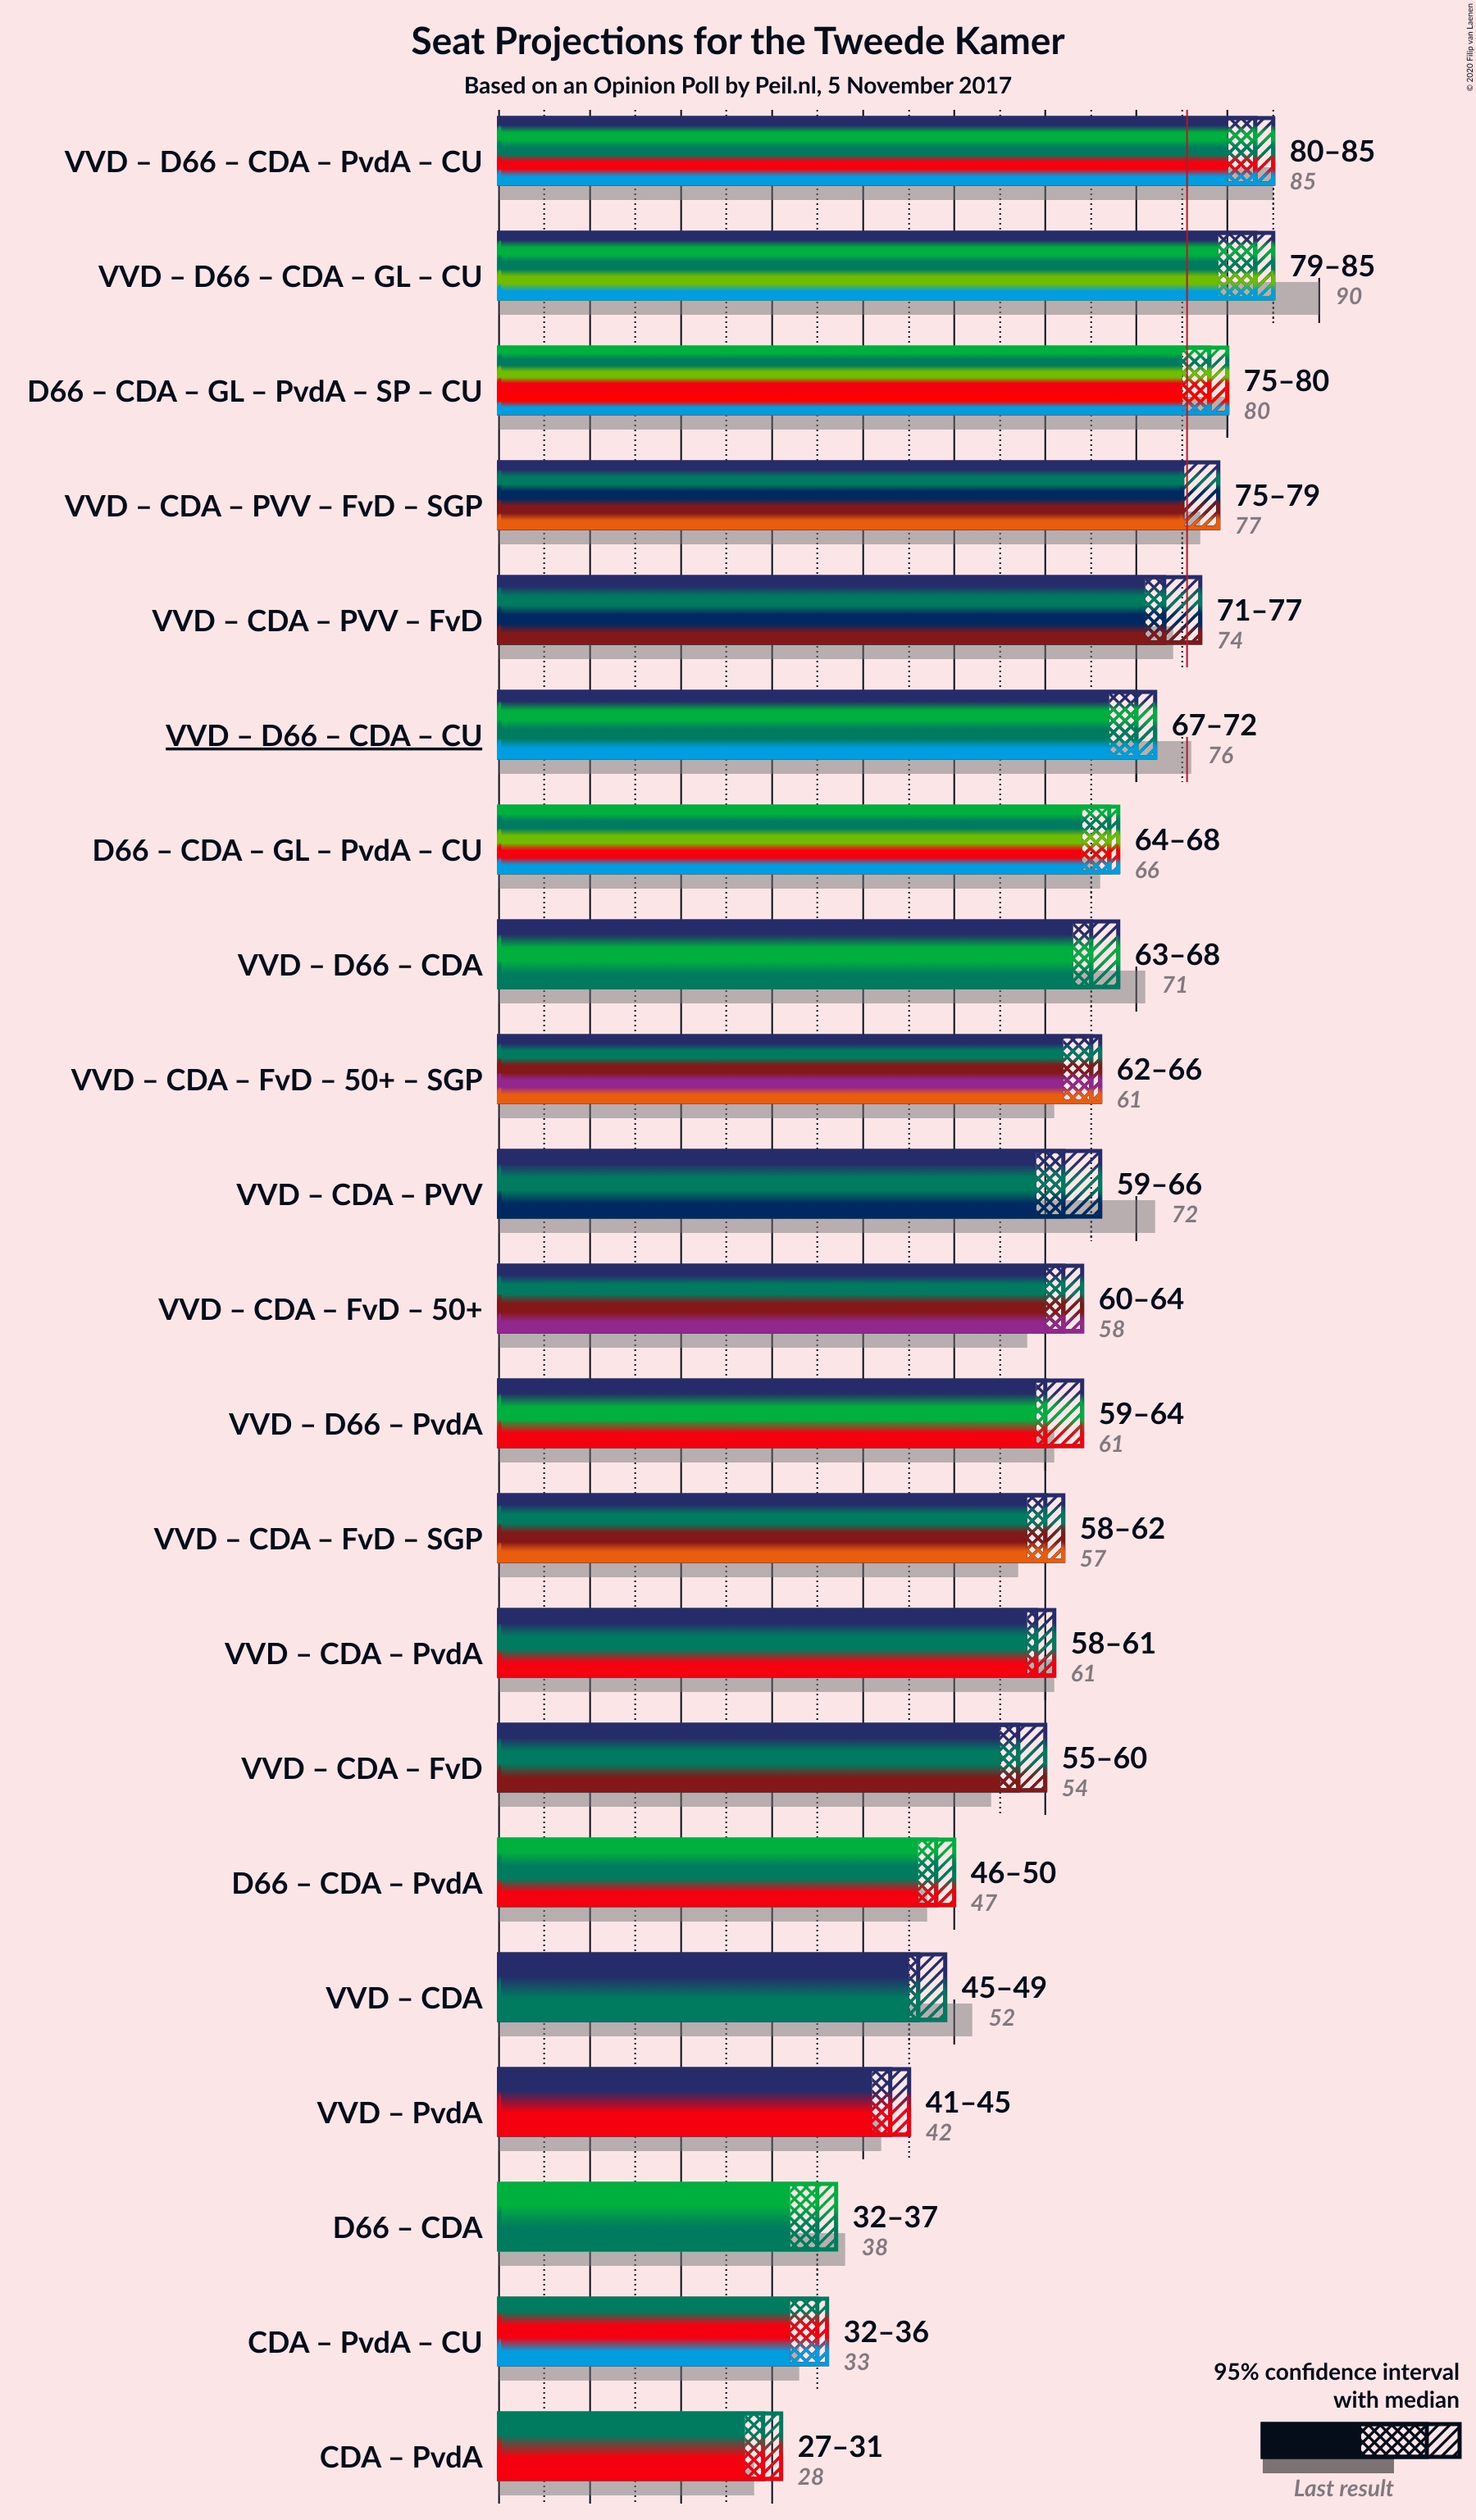 Seat Projections for the Tweede Kamer
Based on an Opinion Poll by Peil.nl, 5 November 2017
© 2020 Filip van Laenen
VVD – D66 – CDA – PvdA – CU
80–85
85
VVD – D66 – CDA – GL – CU
79–85
90
D66 – CDA – GL – PvdA – SP – CU
75–80
80
VVD – CDA – PVV – FvD – SGP
75–79
77
VVD – CDA – PVV – FvD
71–77
74
VVD – D66 – CDA – CU
67–72
76
D66 – CDA – GL – PvdA – CU
64–68
66
VVD – D66 – CDA
63–68
71
VVD – CDA – FvD – 50+ – SGP
62–66
61
VVD – CDA – PVV
59–66
72
VVD – CDA – FvD – 50+
60–64
58
VVD – D66 – PvdA
59–64
61
VVD – CDA – FvD – SGP
58–62
57
VVD – CDA – PvdA
58–61
61
VVD – CDA – FvD
55–60
54
D66 – CDA – PvdA
46–50
47
VVD – CDA
45–49
52
VVD – PvdA
41–45
42
D66 – CDA
32–37
38
CDA – PvdA – CU
32–36
33
CDA – PvdA
27–31
28
95% confidence interval
with median
Last result